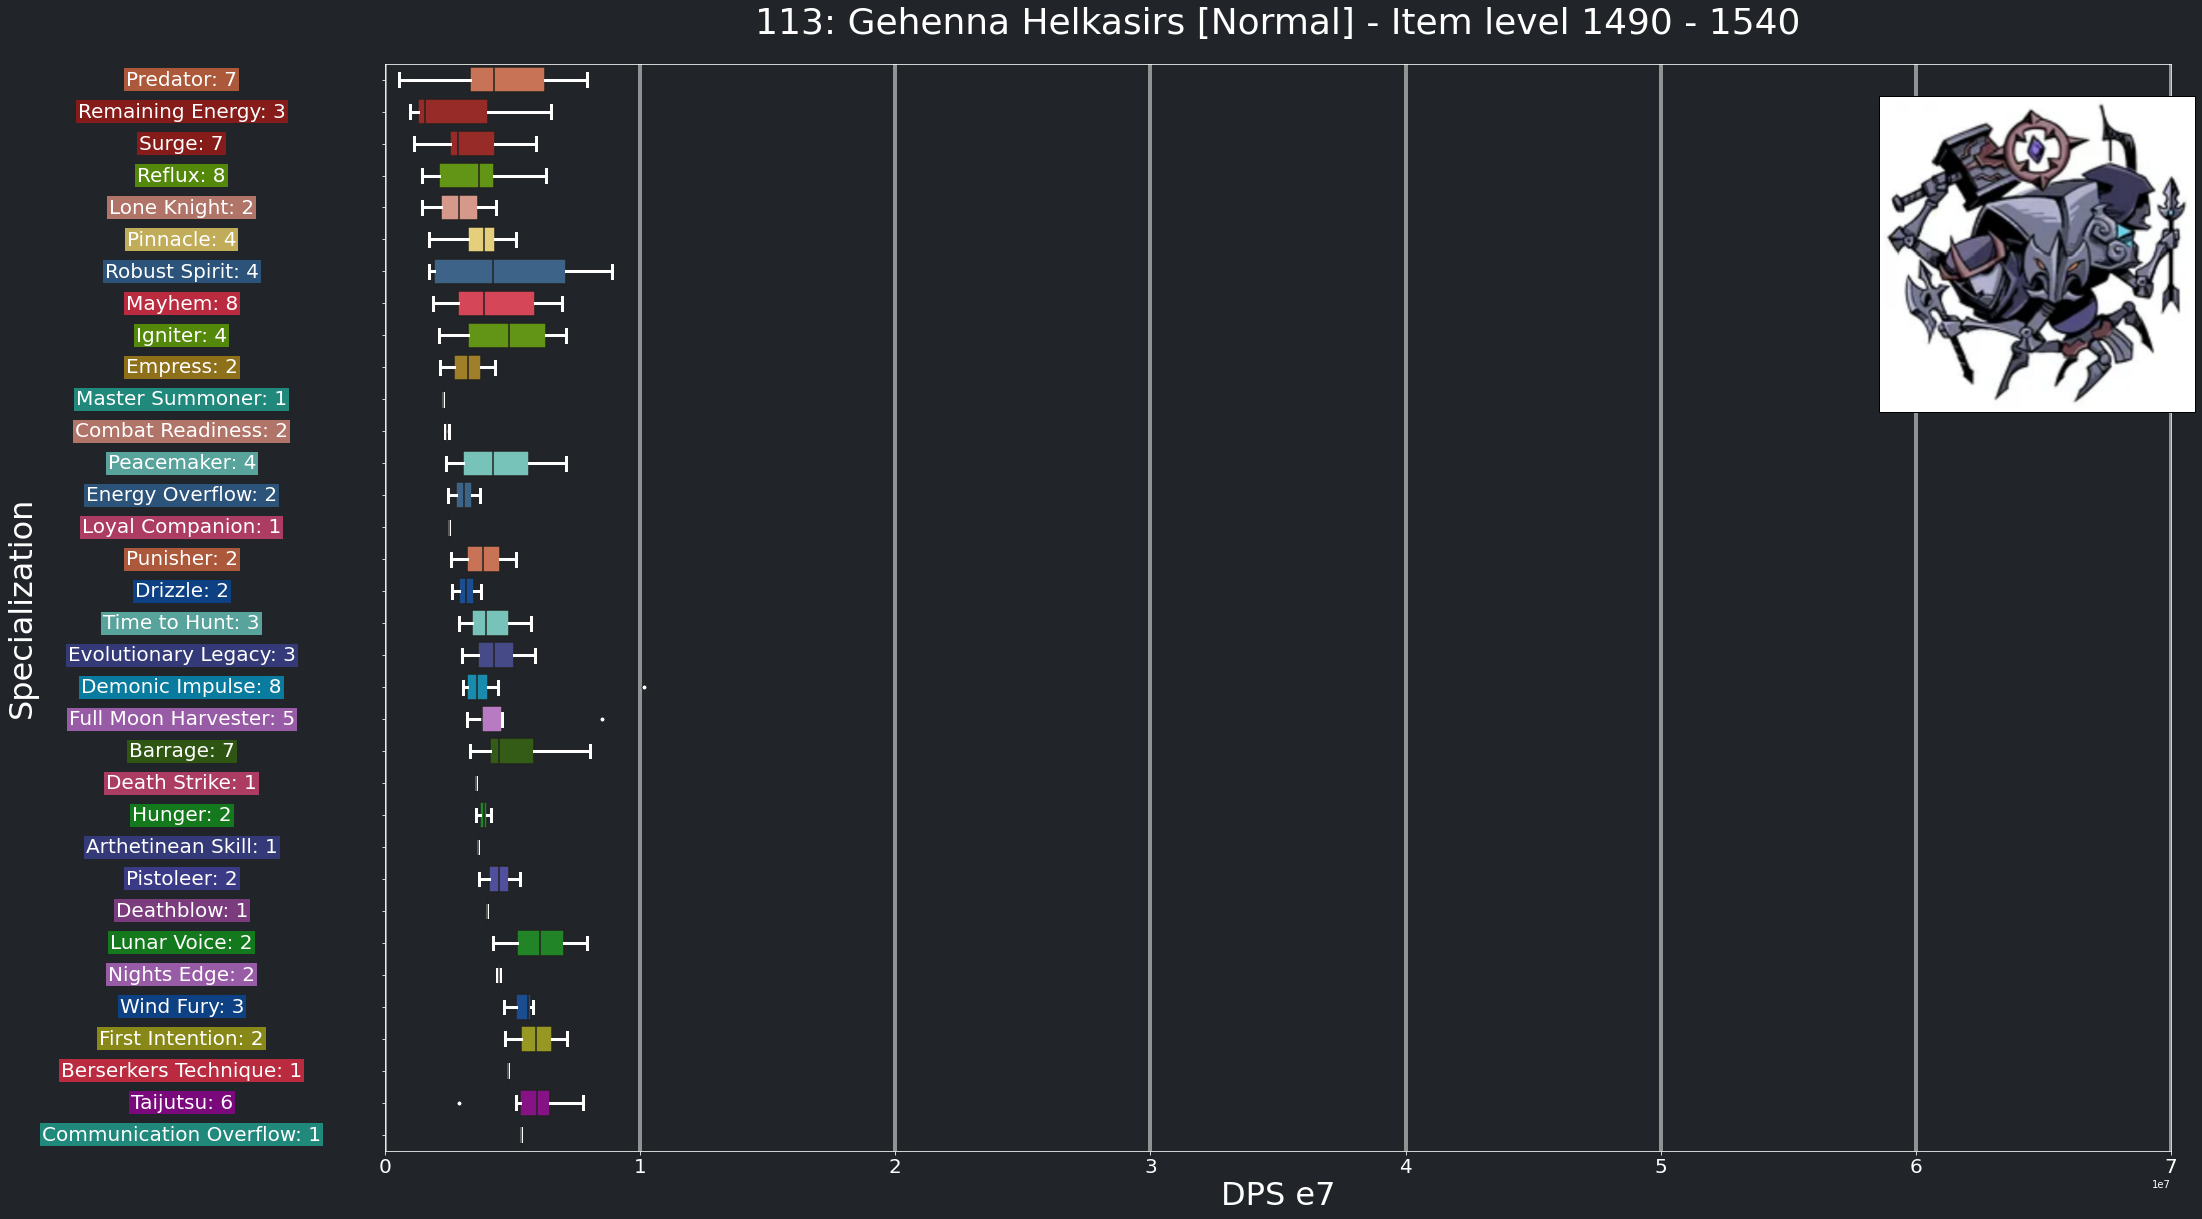 113: Gehenna Helkasirs [Normal] - Item level 1490 - 1540
Specialization
Predator: 7
Remaining Energy: 3
Surge: 7
Reflux: 8
Lone Knight: 2
Pinnacle: 4
Robust Spirit: 4
Mayhem: 8
Igniter: 4
Empress: 2
Master Summoner: 1
Combat Readiness: 2
Peacemaker: 4
Energy Overflow: 2
Loyal Companion: 1
Punisher: 2
Drizzle: 2
Time to Hunt: 3
Evolutionary Legacy: 3
Demonic Impulse: 8
Full Moon Harvester: 5
Barrage: 7
Death Strike: 1
Hunger: 2
Arthetinean Skill: 1
Pistoleer: 2
Deathblow: 1
Lunar Voice: 2
Nights Edge: 2
Wind Fury: 3
First Intention: 2
Berserkers Technique: 1
Taijutsu: 6
Communication Overflow: 1
0 1 2 3 4 5 6 7
1e7
DPS e7